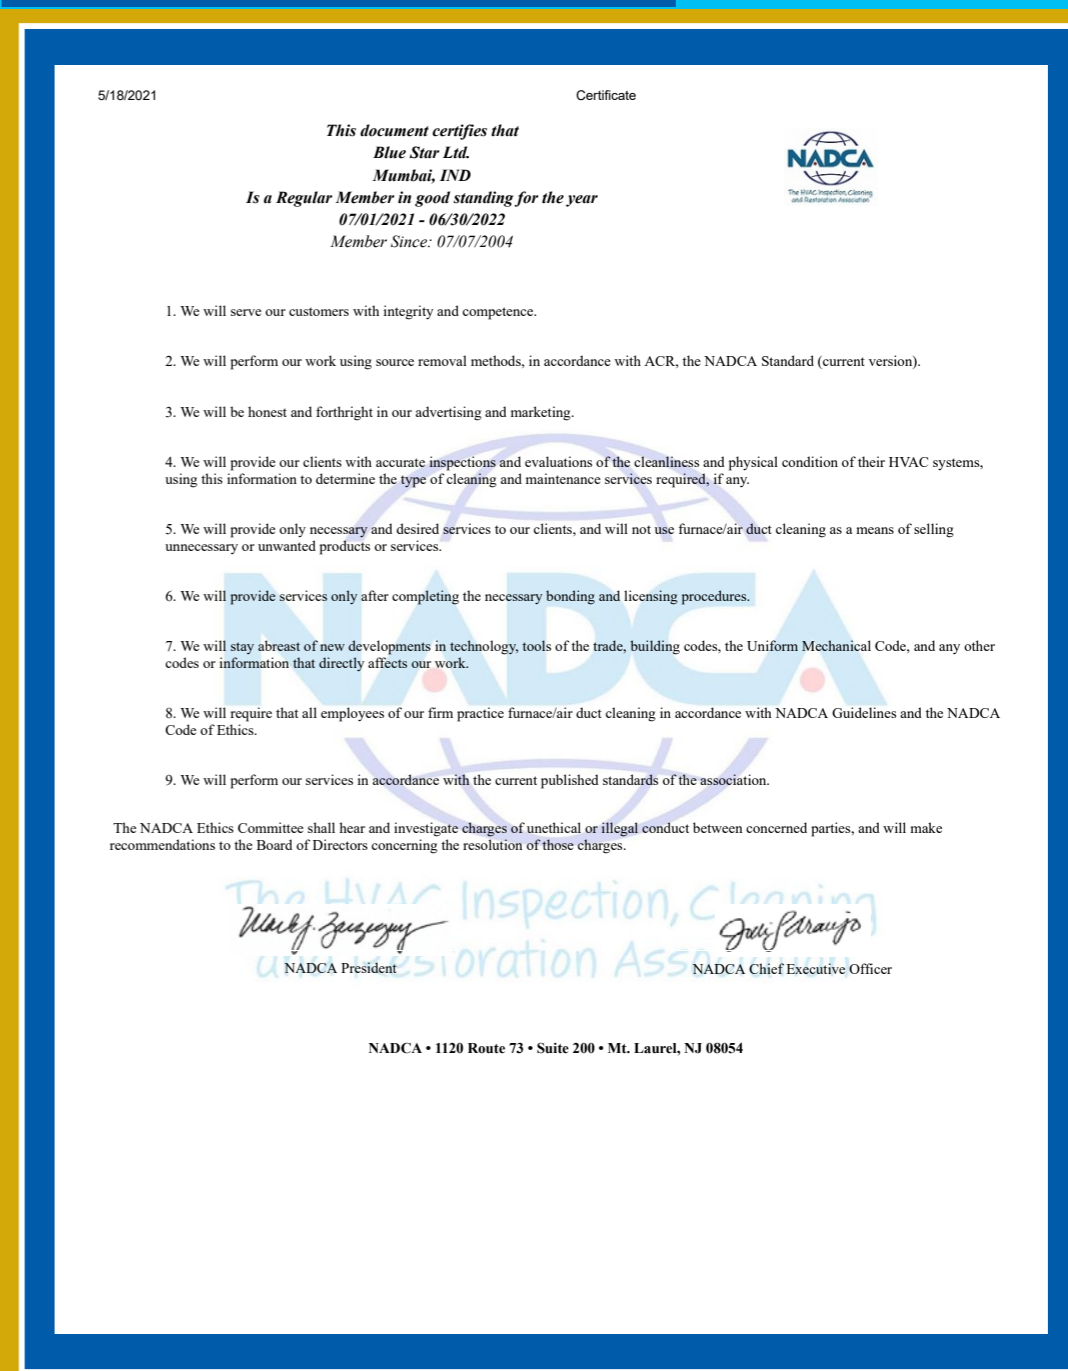 5/18/2021 Certificate
This document certifies that
Blue Star Ltd.
Mumbai, IND
Is a Regular Member in good standing for the year
07/01/2021 - 06/30/2022
Member Since: 07/07/2004
NADCA
The HVAC Inspection, Cleaning
and Restoration Association
1. We will serve our customers with integrity and competence.
2. We will perform our work using source removal methods, in accordance with ACR, the NADCA Standard (current version).
3. We will be honest and forthright in our advertising and marketing.
4. We will provide our clients with accurate inspections and evaluations of the cleanliness and physical condition of their HVAC systems,
using this information to determine the type of cleaning and maintenance services required, if any.
5. We will provide only necessary and desired services to our clients, and will not use furnace/air duct cleaning as a means of selling
unnecessary or unwanted products or services.
6. We will provide services only after completing the necessary bonding and licensing procedures.
7. We will stay abreast of new developments in technology, tools of the trade, building codes, the Uniform Mechanical Code, and any other
codes or information that directly affects our work.
8. We will require that all employees of our firm practice furnace/air duct cleaning in accordance with NADCA Guidelines and the NADCA
Code of Ethics.
9. We will perform our services in accordance with the current published standards of the association.
NADCA
The NADCA Ethics Committee shall hear and investigate charges of unethical or illegal conduct between concerned parties, and will make
recommendations to the Board of Directors concerning the resolution of those charges.
The HVAC Inspection, Cleaning
and Restoration Association
NADCA President NADCA Chief Executive Officer
NADCA • 1120 Route 73 • Suite 200 • Mt. Laurel, NJ 08054